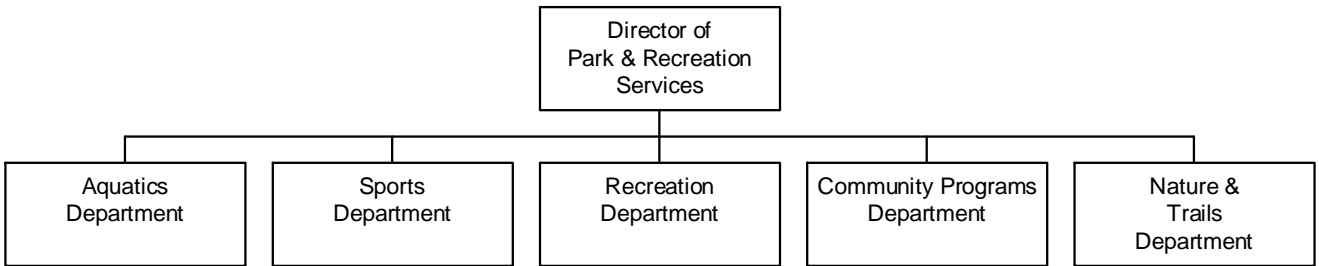 Director of
Park & Recreation
Services
Aquatics
Department
Sports
Department
Recreation
Department
Community Programs
Department
Nature &
Trails
Department